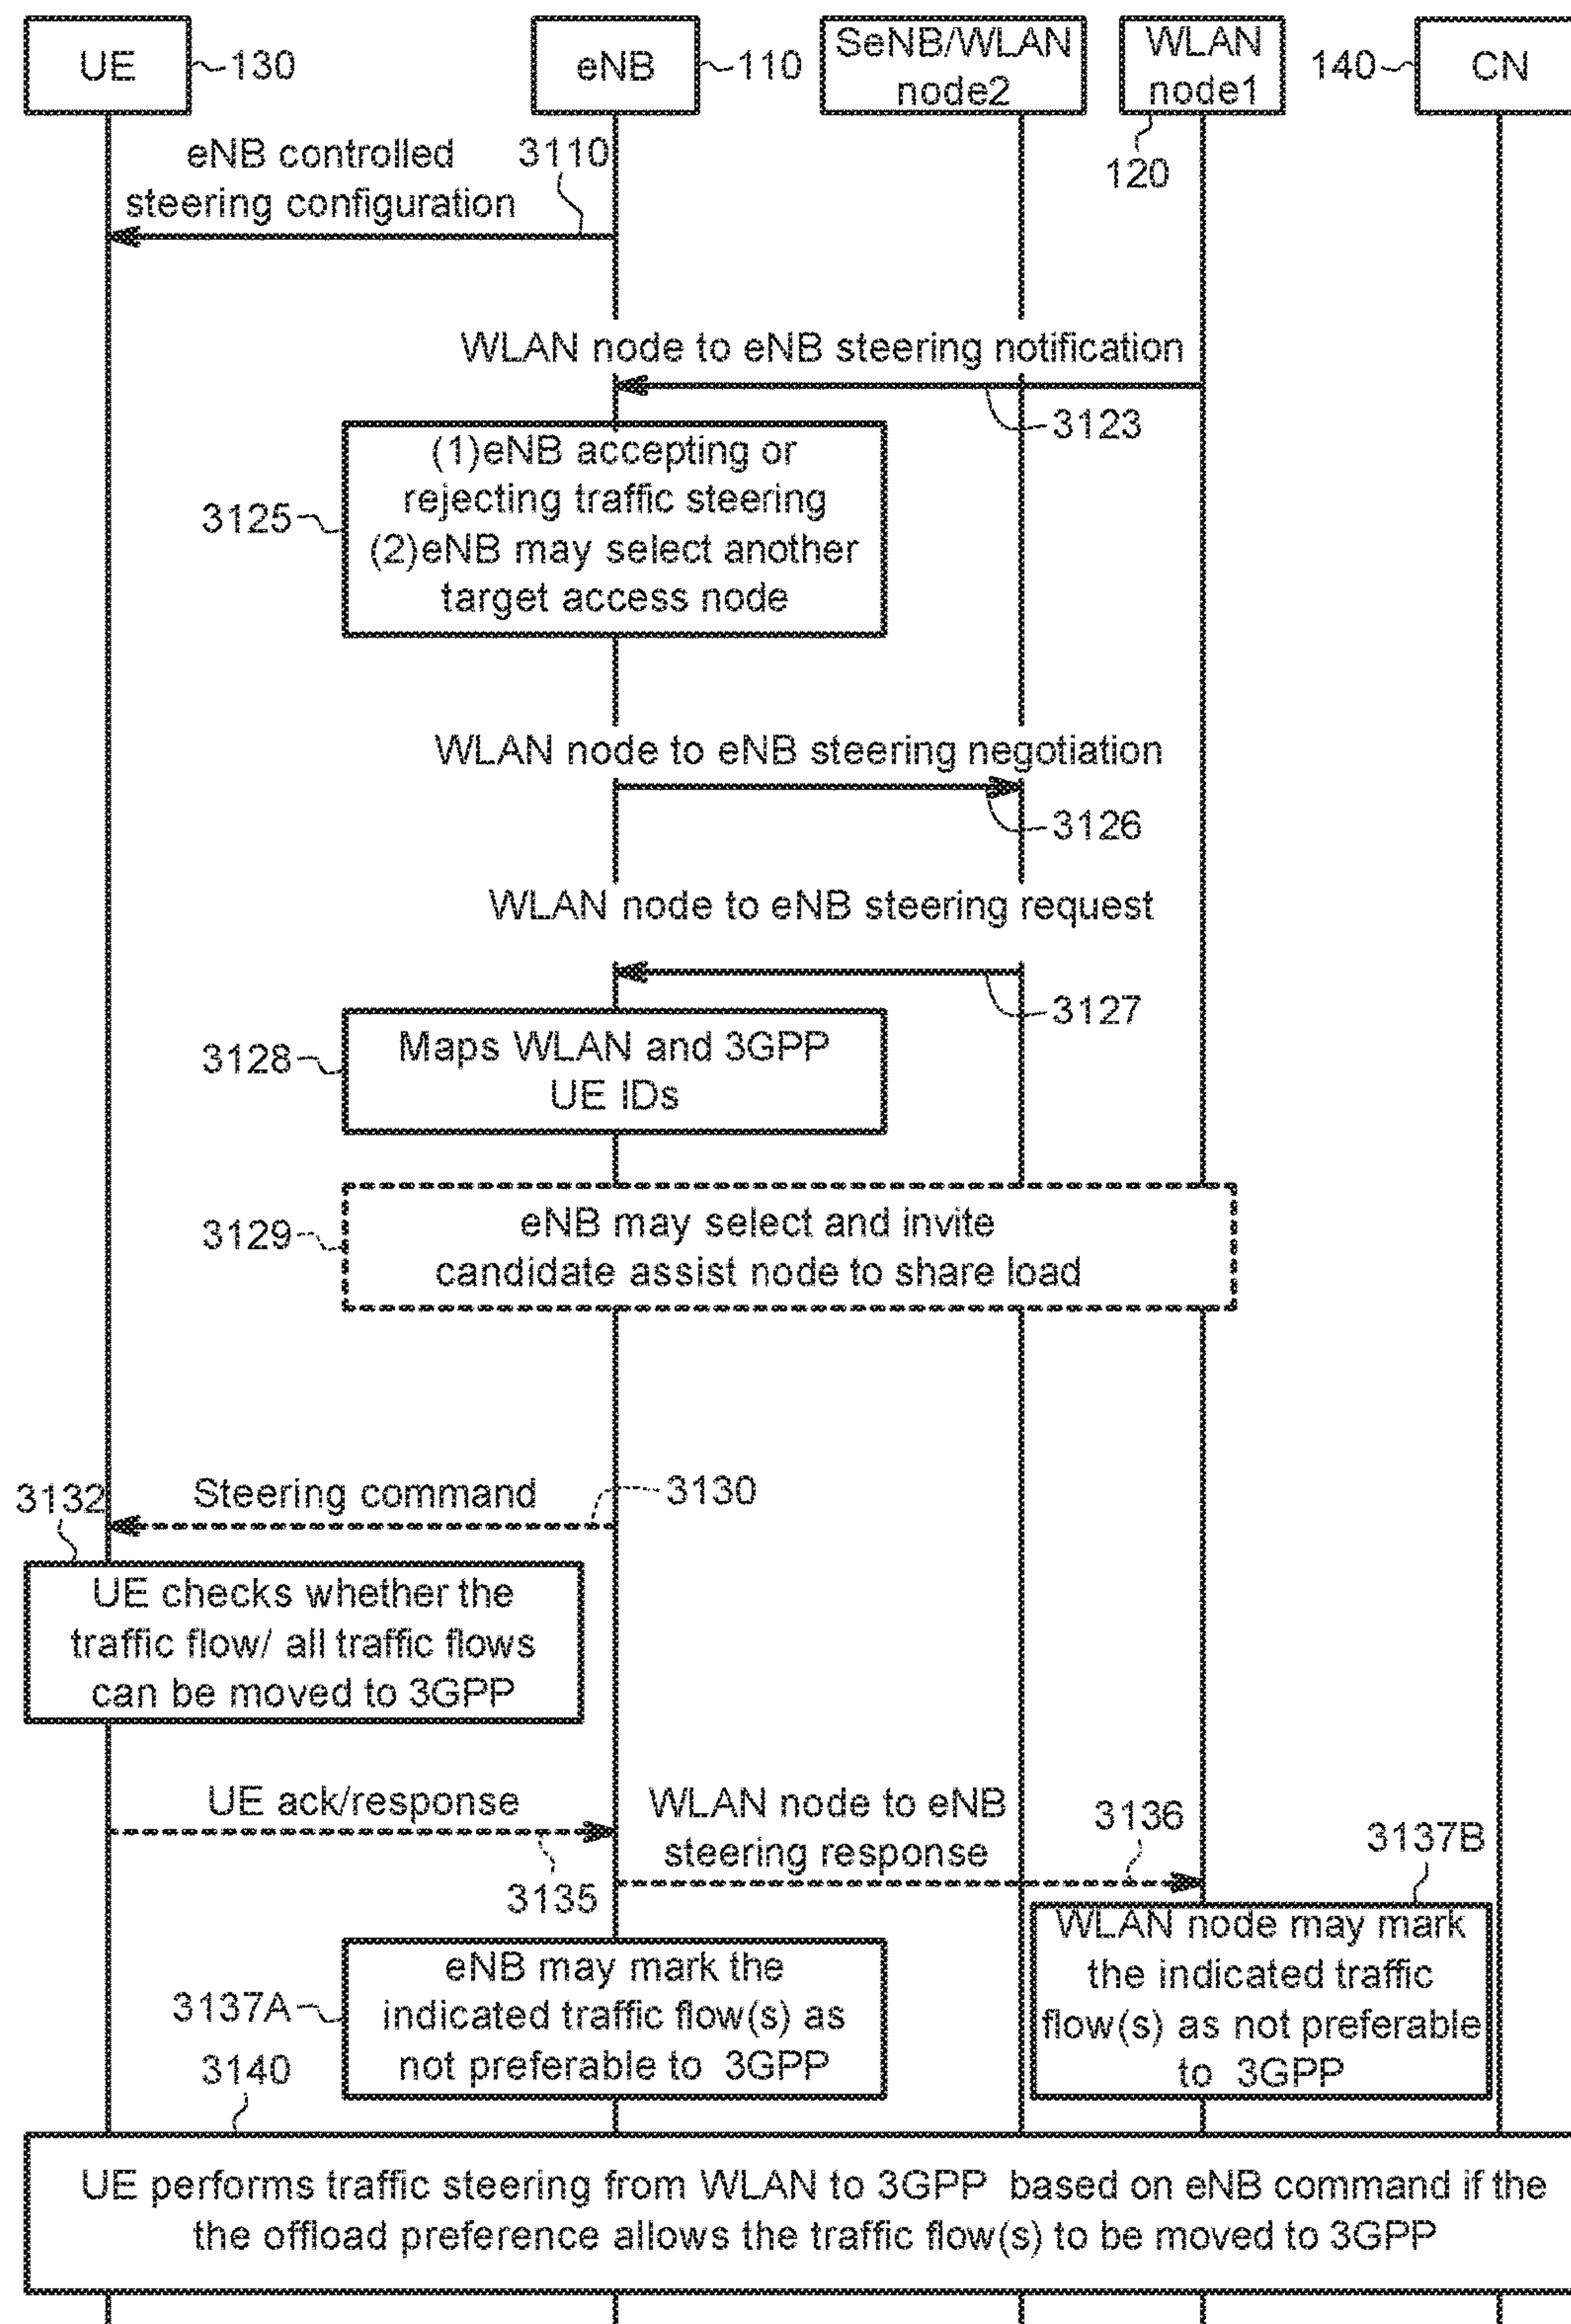 UE
130
eNB
110
SeNB/WLAN
node2
WLAN
node1
120
140
CN
eNB controlled
steering configuration
3110
WLAN node to eNB steering notification
3123
(1)eNB accepting or
rejecting traffic steering
(2)eNB may select another
target access node
3125
WLAN node to eNB steering negotiation
3126
WLAN node to eNB steering request
3127
Maps WLAN and 3GPP
UE IDs
3128
eNB may select and invite
candidate assist node to share load
3129
Steering command
3130
3132
UE checks whether the
traffic flow/ all traffic flows
can be moved to 3GPP
UE ack/response
3135
WLAN node to eNB
steering response
3136
3137B
WLAN node may mark
the indicated traffic
flow(s) as not preferable
to 3GPP
eNB may mark the
indicated traffic flow(s) as
not preferable to 3GPP
3137A
3140
UE performs traffic steering from WLAN to 3GPP based on eNB command if the
the offload preference allows the traffic flow(s) to be moved to 3GPP